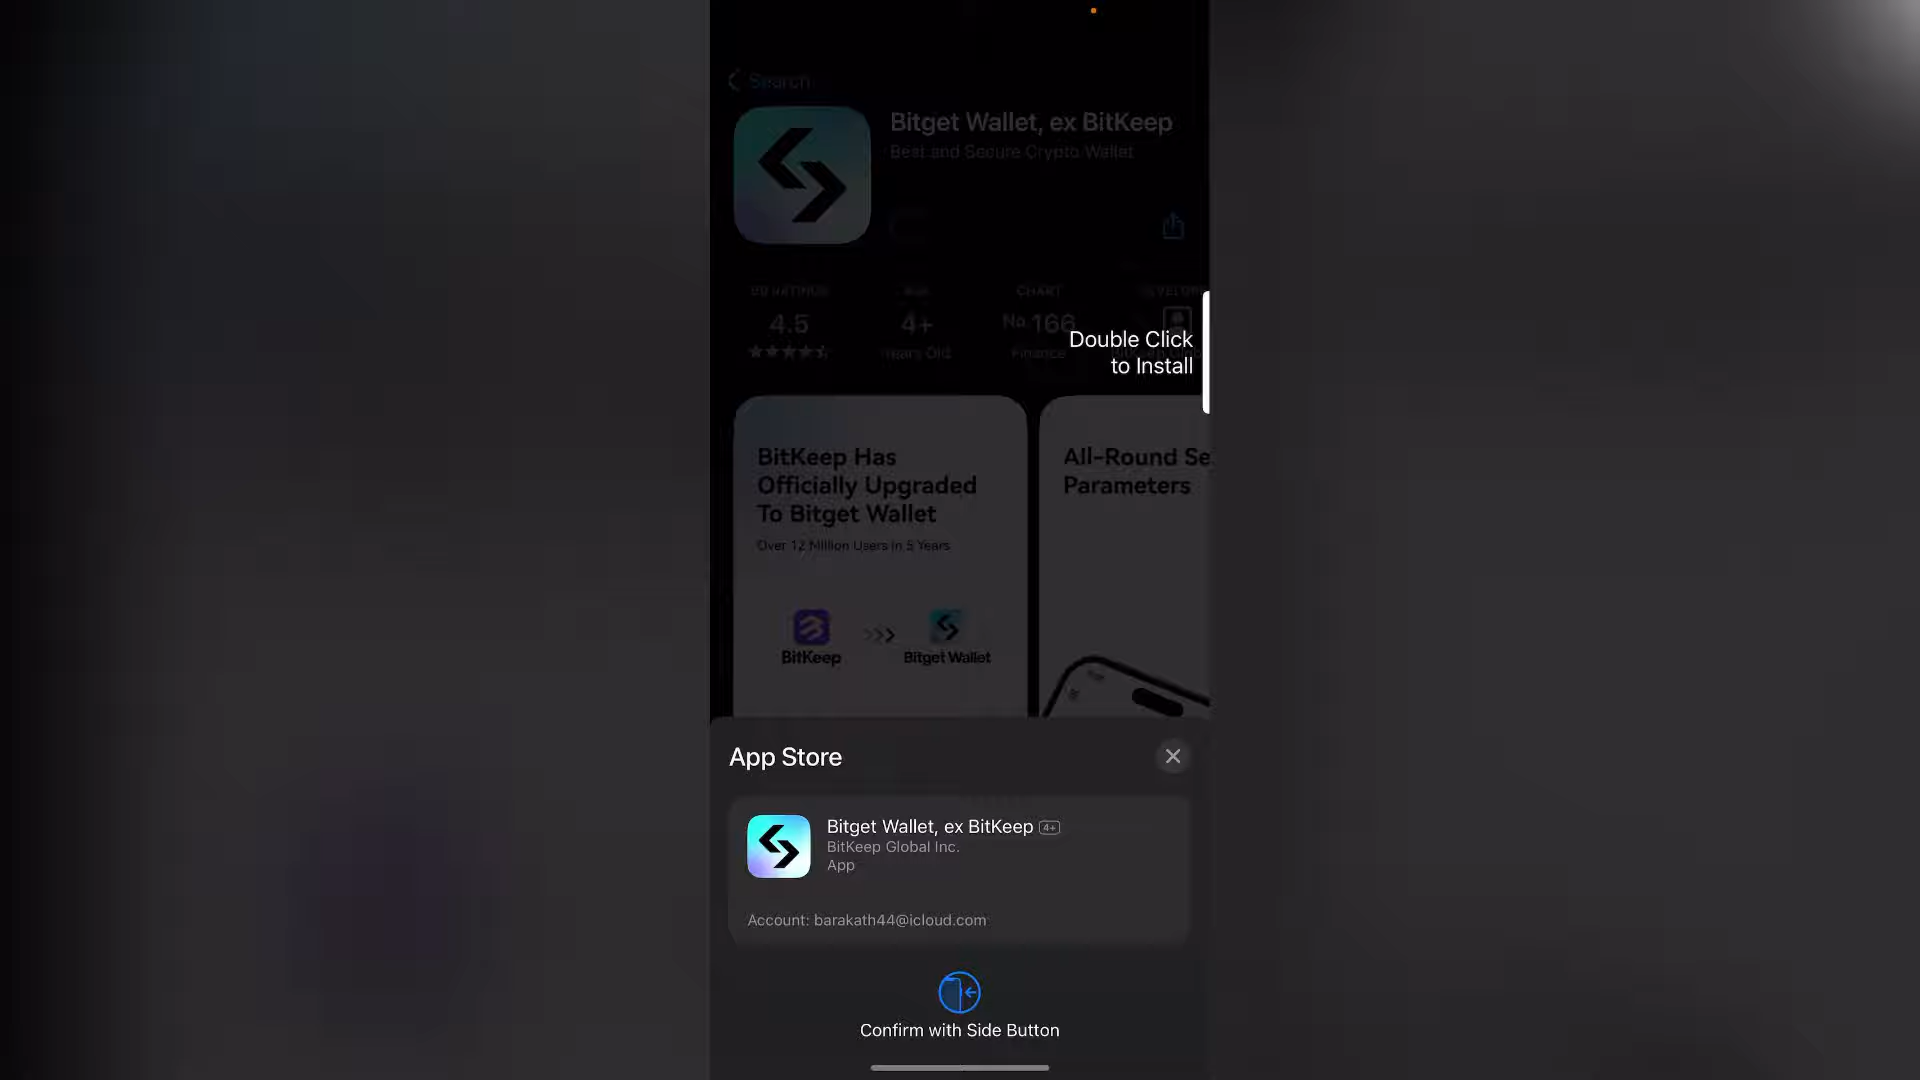 Search
Bitget Wallet, ex BitKeep
Best and Secure Crypto Wallet
CHART
4.5
4+
No 166
Years Old
Finance
Double Click
to Install
BitKeep Has
Officially Upgraded
To Bitget Wallet
Over 12 Million Users in 5 Years
BitKeep
Bitget Wallet
All-Round Se
Parameters
App Store
Bitget Wallet, ex BitKeep 4+
BitKeep Global Inc.
App
Account: barakath44@icloud.com
Confirm with Side Button